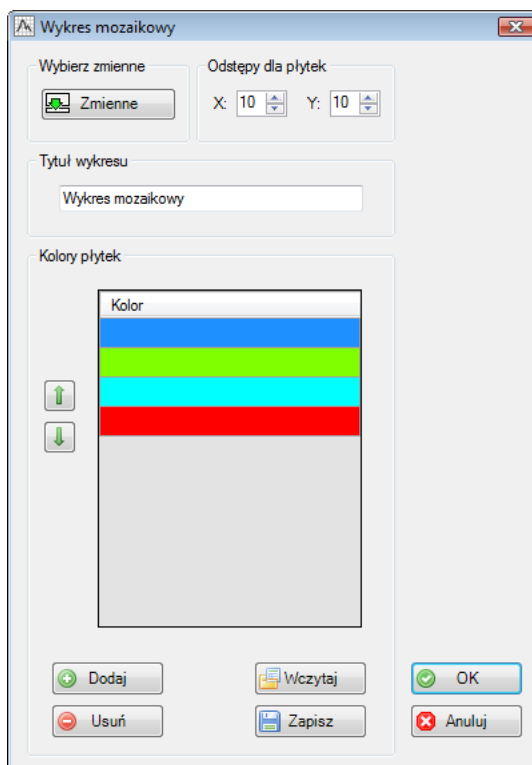 Wykres mozaikowy
Wybierz zmienne
Odstępy dla płytek
Zmienne
X: 10 Y: 10
Tytuł wykresu
Wykres mozaikowy
Kolory płytek
Kolor
Dodaj Wczytaj OK
Usuń Zapisz Anuluj